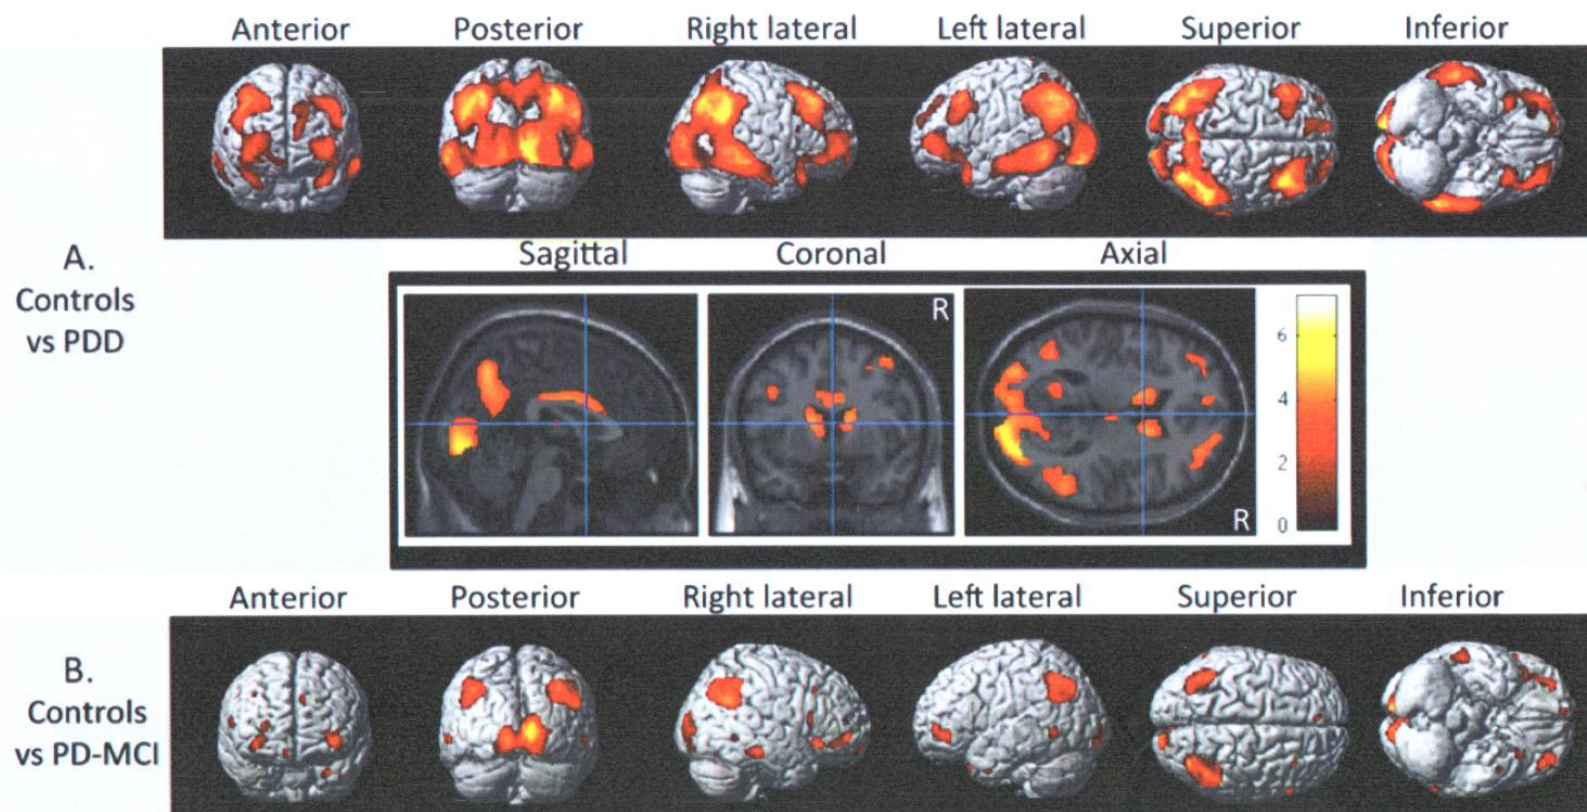 Anterior Posterior Right lateral Left lateral Superior Inferior
A.
Controls
vs PDD
Sagittal Coronal Axial
R
6
4
2
0
R
Anterior Posterior Right lateral Left lateral Superior Inferior
B.
Controls
vs PD-MCI